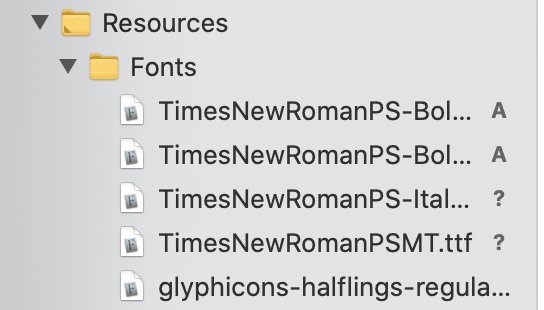 Resources
Fonts
TimesNewRomanPS-Bol... A
TimesNewRomanPS-Bol... A
TimesNewRomanPS-Ital... ?
TimesNewRomanPSMT.ttf ?
glyphicons-halflings-regula...